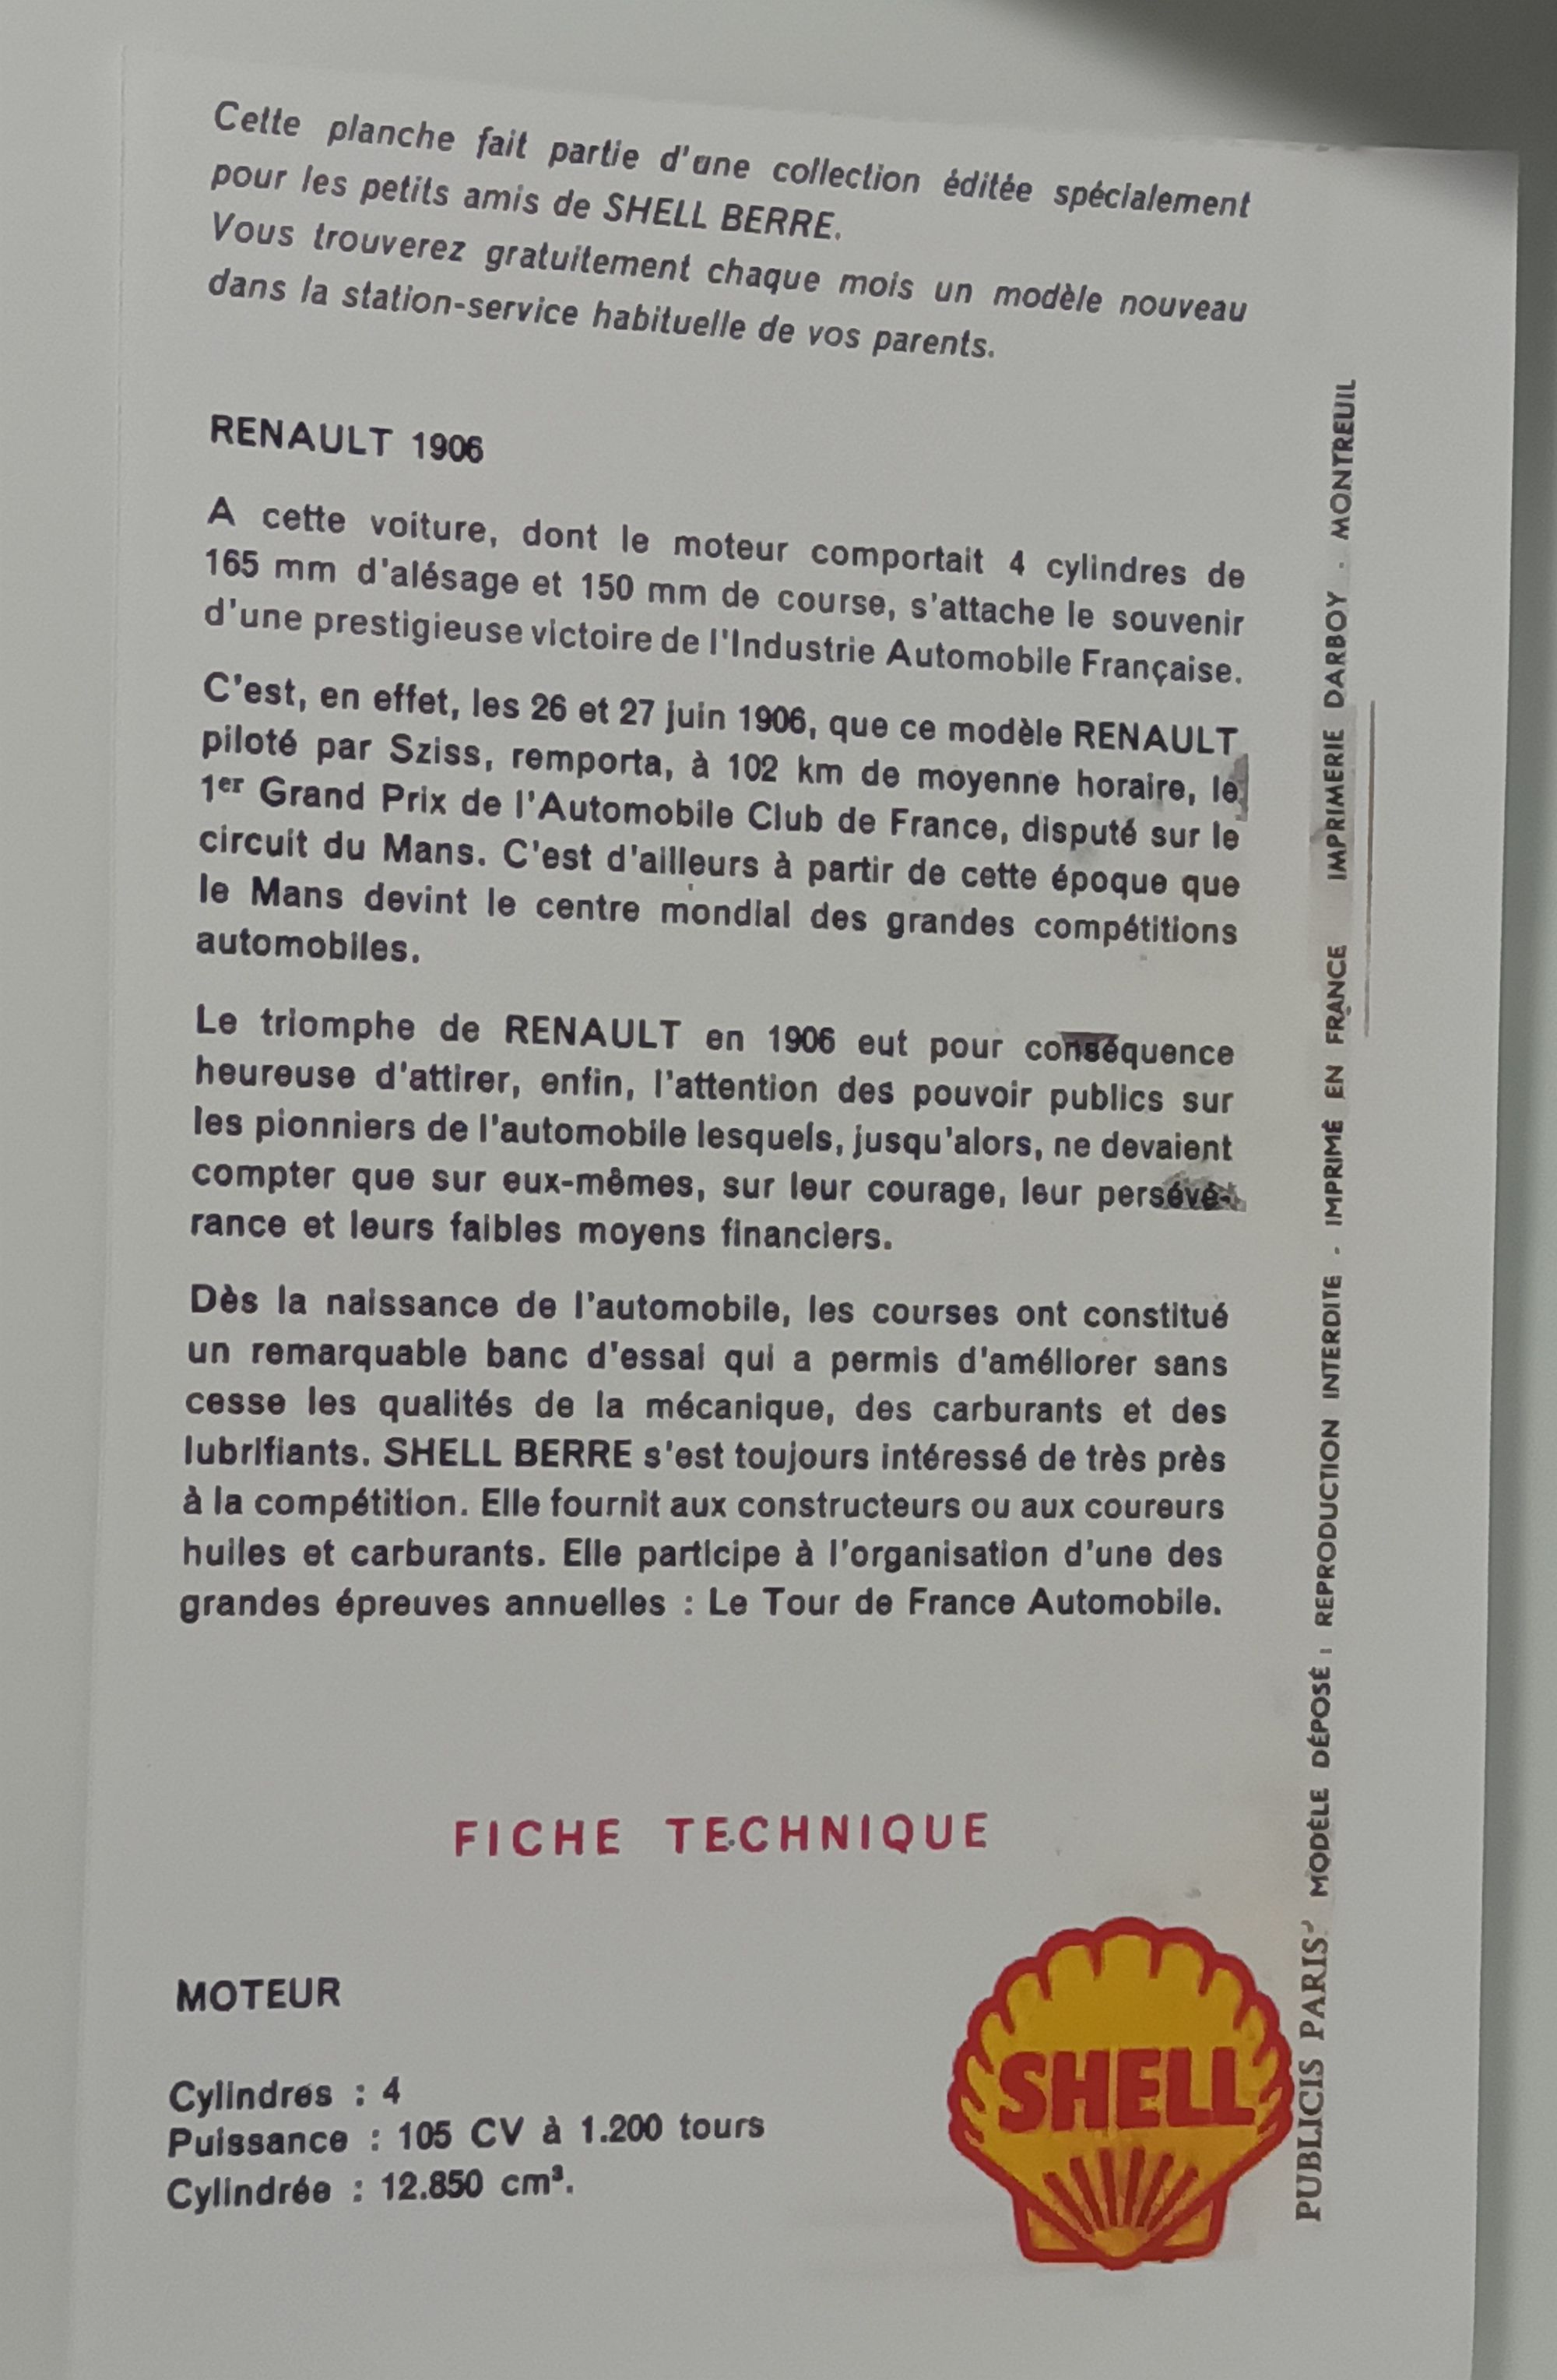 Cette planche fait partie d'une collection éditée spécialement
pour les petits amis de SHELL BERRE.
Vous trouverez gratuitement chaque mois un modèle nouveau
dans la station-service habituelle de vos parents.
RENAULT 1906
A cette voiture, dont le moteur comportait 4 cylindres de
165 mm d'alésage et 150 mm de course, s'attache le souvenir
d'une prestigieuse victoire de l'Industrie Automobile Française.
C'est, en effet, les 26 et 27 juin 1906, que ce modèle RENAULT
piloté par Sziss, remporta, à 102 km de moyenne horaire, le
1er Grand Prix de l'Automobile Club de France, disputé sur le
circuit du Mans. C'est d'ailleurs à partir de cette époque que
le Mans devint le centre mondial des grandes compétitions
automobiles.
Le triomphe de RENAULT en 1906 eut pour conséquence
heureuse d'attirer, enfin, l'attention des pouvoir publics sur
les pionniers de l'automobile lesquels, jusqu'alors, ne devaient
compter que sur eux-mêmes, sur leur courage, leur persévé-
rance et leurs faibles moyens financiers.
Dès la naissance de l'automobile, les courses ont constitué
un remarquable banc d'essai qui a permis d'améliorer sans
cesse les qualités de la mécanique, des carburants et des
lubrifiants. SHELL BERRE s'est toujours intéressé de très près
à la compétition. Elle fournit aux constructeurs ou aux coureurs
huiles et carburants. Elle participe à l'organisation d'une des
grandes épreuves annuelles : Le Tour de France Automobile.
FICHE TECHNIQUE
MOTEUR
Cylindres : 4
Puissance : 105 CV à 1.200 tours
Cylindrée : 12.850 cm³.
SHELL
PUBLICIS PARIS MODÈLE DÉPOSÉ : REPRODUCTION INTERDITE - IMPRIMÉ EN FRANCE IMPRIMERIE DARBOY - MONTREUIL